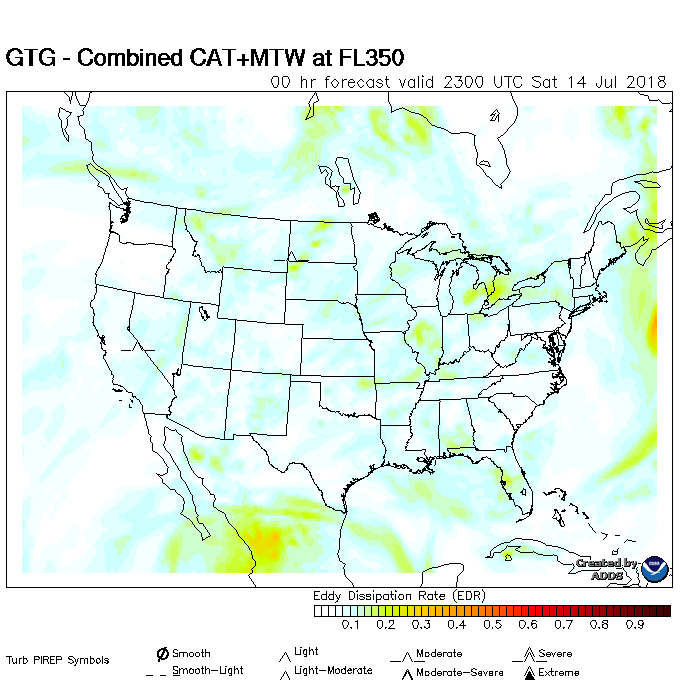 GTG - Combined CAT+MTW at FL350
00 hr forecast valid 2300 UTC Sat 14 Jul 2018
Created by
ADDS
Eddy Dissipation Rate (EDR)
0.1 0.2 0.3 0.4 0.5 0.6 0.7 0.8 0.9
Turb PIREP Symbols
Smooth
Light
Moderate
Severe
Smooth-Light
Light-Moderate
Moderate-Severe
Extreme